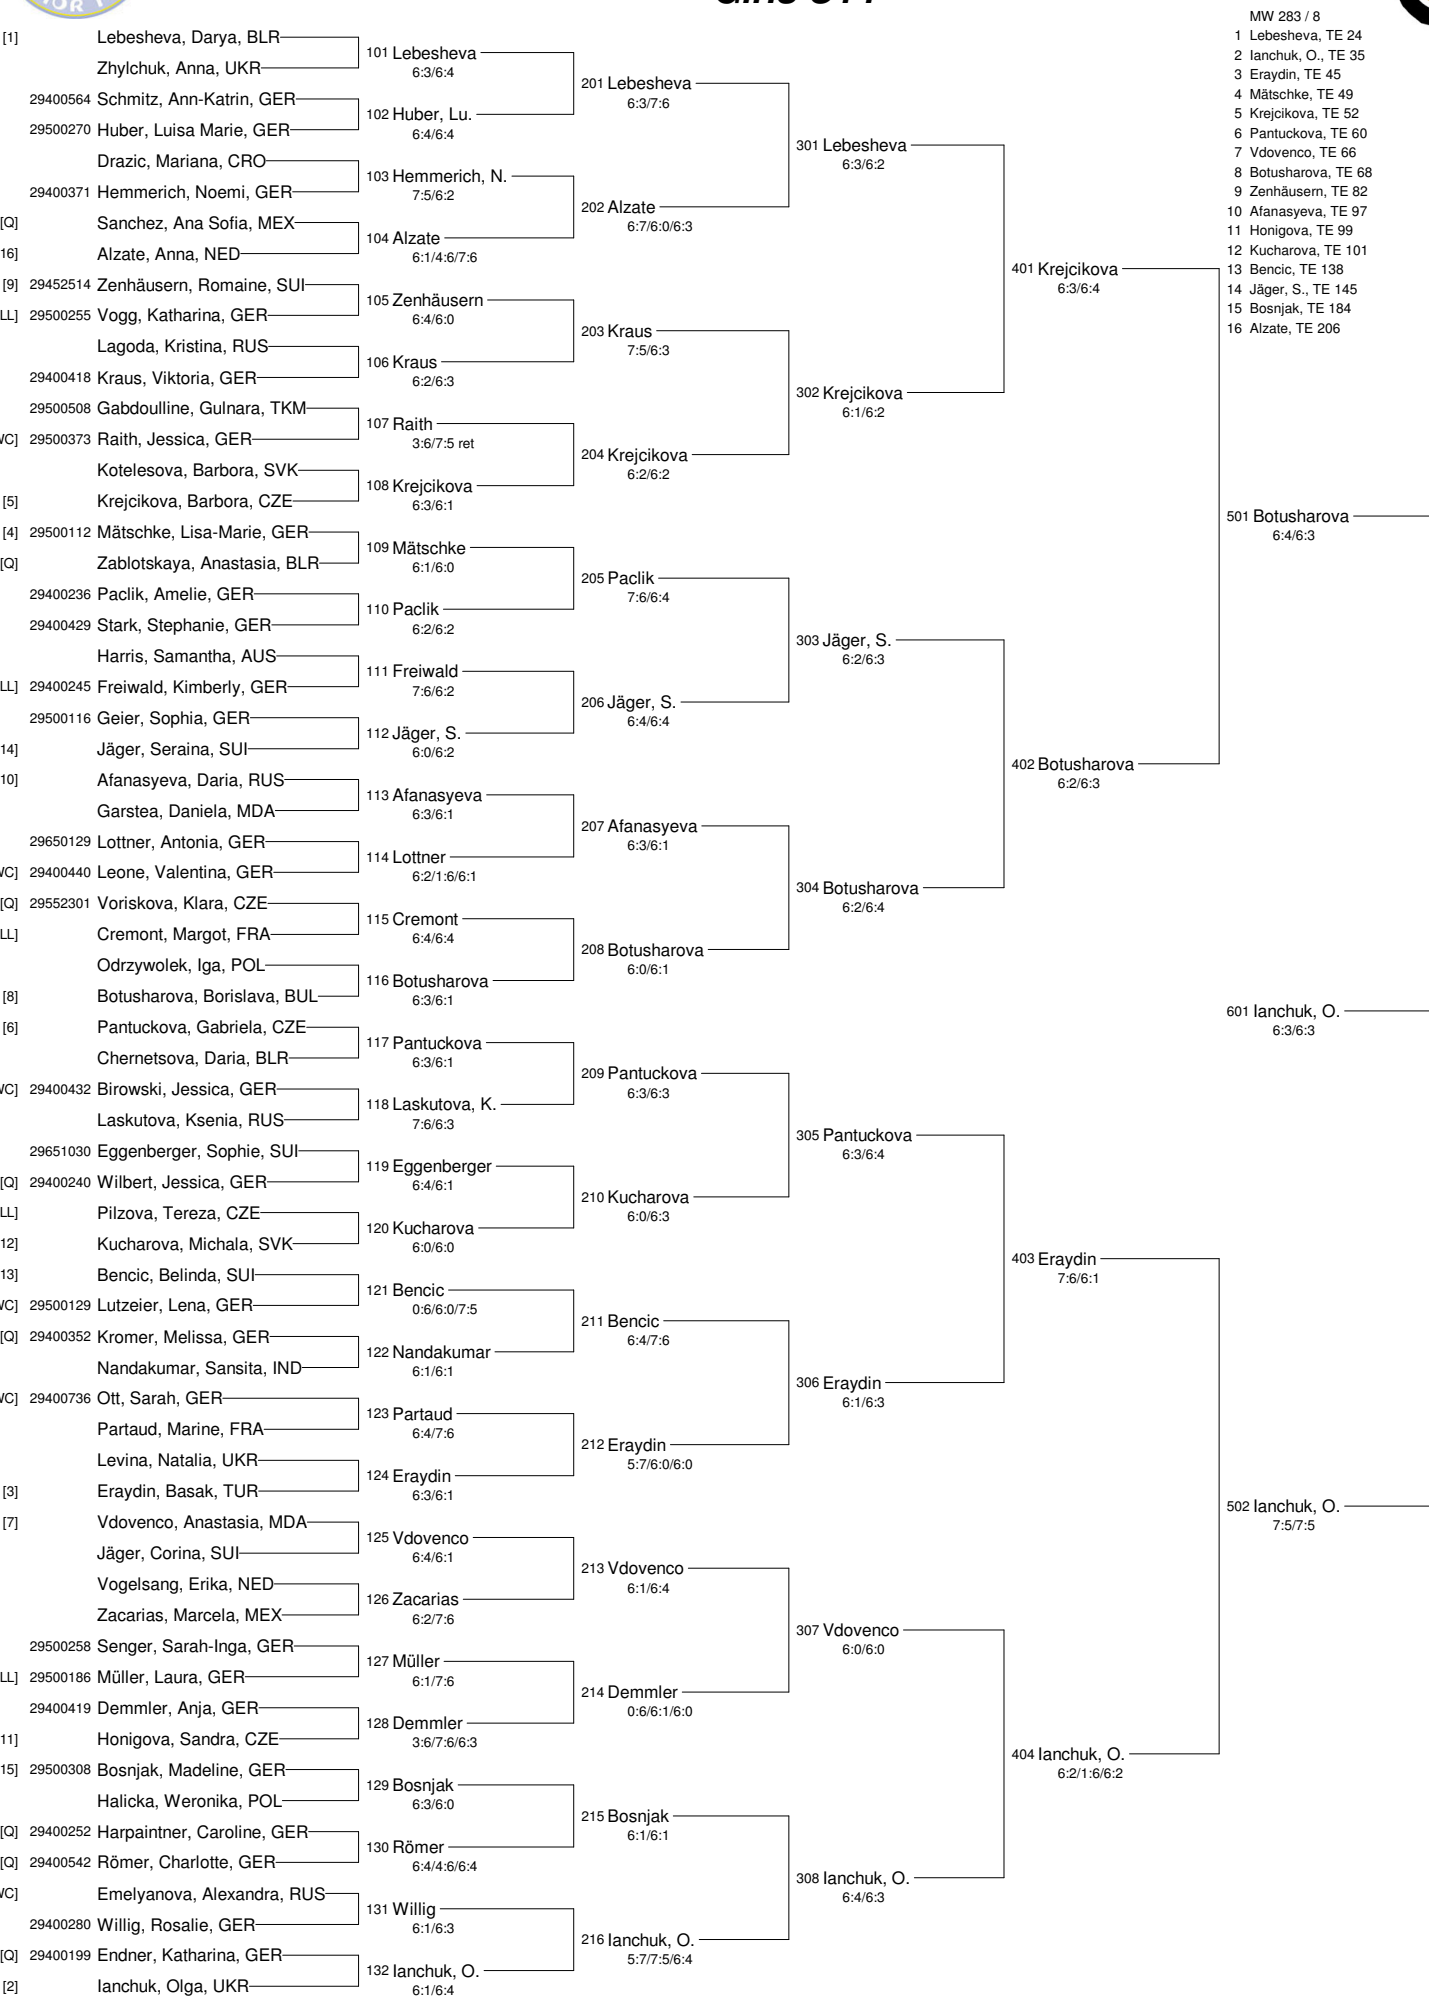 MW 283 / 8
1 Lebesheva, TE 24
2 Ianchuk, O., TE 35
3 Eraydin, TE 45
4 Mätschke, TE 49
5 Krejcikova, TE 52
6 Pantuckova, TE 60
7 Vdovenco, TE 66
8 Botusharova, TE 68
9 Zenhäusern, TE 82
10 Afanasyeva, TE 97
11 Honigova, TE 99
12 Kucharova, TE 101
13 Bencic, TE 138
14 Jäger, S., TE 145
15 Bosnjak, TE 184
16 Alzate, TE 206
[1] Lebesheva, Darya, BLR
Zhylchuk, Anna, UKR
29400564 Schmitz, Ann-Katrin, GER
29500270 Huber, Luisa Marie, GER
Drazic, Mariana, CRO
29400371 Hemmerich, Noemi, GER
[Q] Sanchez, Ana Sofia, MEX
16] Alzate, Anna, NED
[9] 29452514 Zenhäusern, Romaine, SUI
LL] 29500255 Vogg, Katharina, GER
Lagoda, Kristina, RUS
29400418 Kraus, Viktoria, GER
29500508 Gabdoulline, Gulnara, TKM
VC] 29500373 Raith, Jessica, GER
Kotelesova, Barbora, SVK
[5] Krejcikova, Barbora, CZE
[4] 29500112 Mätschke, Lisa-Marie, GER
[Q] Zablotskaya, Anastasia, BLR
29400236 Paclik, Amelie, GER
29400429 Stark, Stephanie, GER
Harris, Samantha, AUS
LL] 29400245 Freiwald, Kimberly, GER
29500116 Geier, Sophia, GER
14] Jäger, Seraina, SUI
10] Afanasyeva, Daria, RUS
Garstea, Daniela, MDA
29650129 Lottner, Antonia, GER
VC] 29400440 Leone, Valentina, GER
[Q] 29552301 Voriskova, Klara, CZE
LL] Cremont, Margot, FRA
Odrzywolek, Iga, POL
[8] Botusharova, Borislava, BUL
[6] Pantuckova, Gabriela, CZE
Chernetsova, Daria, BLR
VC] 29400432 Birowski, Jessica, GER
Laskutova, Ksenia, RUS
29651030 Eggenberger, Sophie, SUI
[Q] 29400240 Wilbert, Jessica, GER
LL] Pilzova, Tereza, CZE
12] Kucharova, Michala, SVK
13] Bencic, Belinda, SUI
VC] 29500129 Lutzeier, Lena, GER
[Q] 29400352 Kromer, Melissa, GER
Nandakumar, Sansita, IND
VC] 29400736 Ott, Sarah, GER
Partaud, Marine, FRA
Levina, Natalia, UKR
[3] Eraydin, Basak, TUR
[7] Vdovenco, Anastasia, MDA
Jäger, Corina, SUI
Vogelsang, Erika, NED
Zacarias, Marcela, MEX
29500258 Senger, Sarah-Inga, GER
LL] 29500186 Müller, Laura, GER
29400419 Demmler, Anja, GER
11] Honigova, Sandra, CZE
15] 29500308 Bosnjak, Madeline, GER
Halicka, Weronika, POL
[Q] 29400252 Harpaintner, Caroline, GER
[Q] 29400542 Römer, Charlotte, GER
VC] Emelyanova, Alexandra, RUS
29400280 Willig, Rosalie, GER
[Q] 29400199 Endner, Katharina, GER
[2] Ianchuk, Olga, UKR
101 Lebesheva
6:3/6:4
102 Huber, Lu.
6:4/6:4
103 Hemmerich, N.
7:5/6:2
104 Alzate
6:1/4:6/7:6
105 Zenhäusern
6:4/6:0
106 Kraus
6:2/6:3
107 Raith
3:6/7:5 ret
108 Krejcikova
6:3/6:1
109 Mätschke
6:1/6:0
110 Paclik
6:2/6:2
111 Freiwald
7:6/6:2
112 Jäger, S.
6:0/6:2
113 Afanasyeva
6:3/6:1
114 Lottner
6:2/1:6/6:1
115 Cremont
6:4/6:4
116 Botusharova
6:3/6:1
117 Pantuckova
6:3/6:1
118 Laskutova, K.
7:6/6:3
119 Eggenberger
6:4/6:1
120 Kucharova
6:0/6:0
121 Bencic
0:6/6:0/7:5
122 Nandakumar
6:1/6:1
123 Partaud
6:4/7:6
124 Eraydin
6:3/6:1
125 Vdovenco
6:4/6:1
126 Zacarias
6:2/7:6
127 Müller
6:1/7:6
128 Demmler
3:6/7:6/6:3
129 Bosnjak
6:3/6:0
130 Römer
6:4/4:6/6:4
131 Willig
6:1/6:3
132 Ianchuk, O.
6:1/6:4
201 Lebesheva
6:3/7:6
202 Alzate
6:7/6:0/6:3
203 Kraus
7:5/6:3
204 Krejcikova
6:2/6:2
205 Paclik
7:6/6:4
206 Jäger, S.
6:4/6:4
207 Afanasyeva
6:3/6:1
208 Botusharova
6:0/6:1
209 Pantuckova
6:3/6:3
210 Kucharova
6:0/6:3
211 Bencic
6:4/7:6
212 Eraydin
5:7/6:0/6:0
213 Vdovenco
6:1/6:4
214 Demmler
0:6/6:1/6:0
215 Bosnjak
6:1/6:1
216 Ianchuk, O.
5:7/7:5/6:4
301 Lebesheva
6:3/6:2
302 Krejcikova
6:1/6:2
303 Jäger, S.
6:2/6:3
304 Botusharova
6:2/6:4
305 Pantuckova
6:3/6:4
306 Eraydin
6:1/6:3
307 Vdovenco
6:0/6:0
308 Ianchuk, O.
6:4/6:3
401 Krejcikova
6:3/6:4
402 Botusharova
6:2/6:3
403 Eraydin
7:6/6:1
404 Ianchuk, O.
6:2/1:6/6:2
501 Botusharova
6:4/6:3
502 Ianchuk, O.
7:5/7:5
601 Ianchuk, O.
6:3/6:3